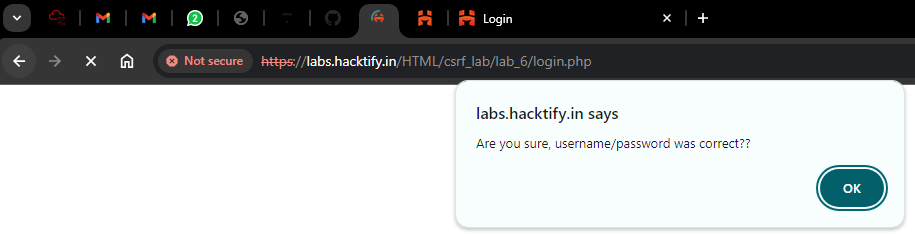 2
Login
Not secure https://labs.hacktify.in/HTML/csrf_lab/lab_6/login.php
labs.hacktify.in says
Are you sure, username/password was correct??
OK